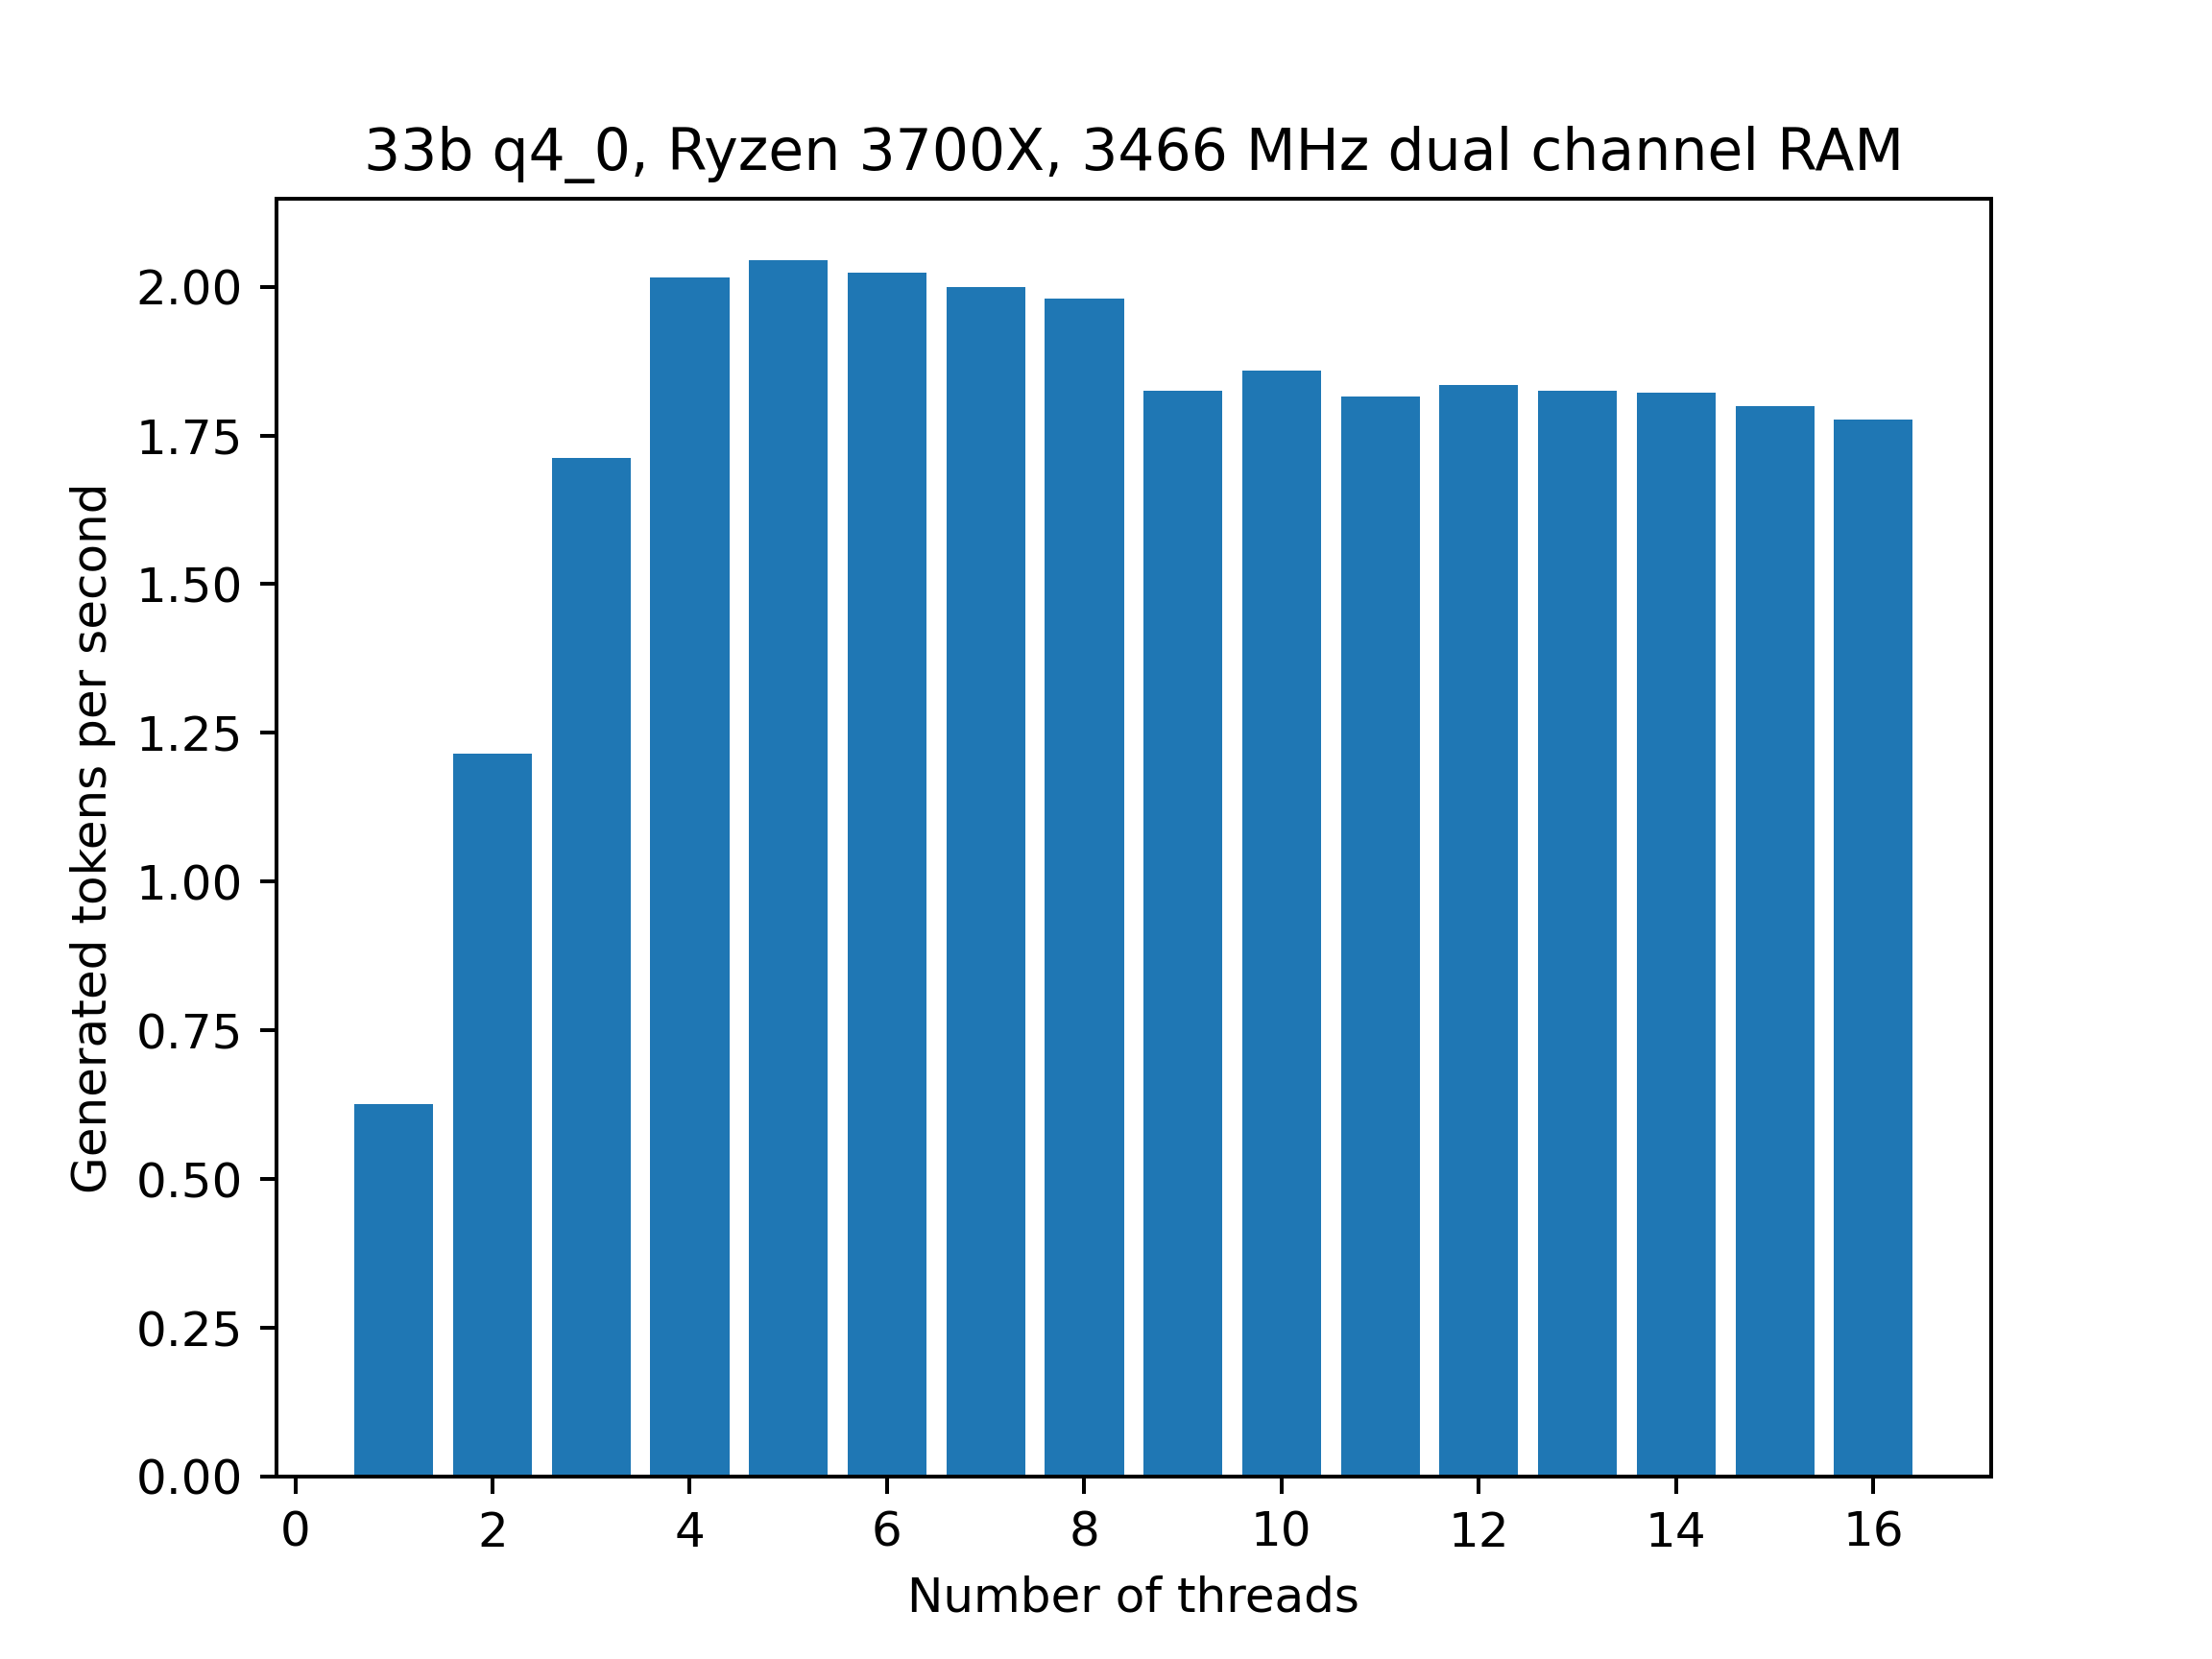 33b q4_0, Ryzen 3700X, 3466 MHz dual channel RAM
2.00
1.75
1.50
1.25
1.00
0.75
0.50
0.25
0.00
Generated tokens per second
0 2 4 6 8 10 12 14 16
Number of threads